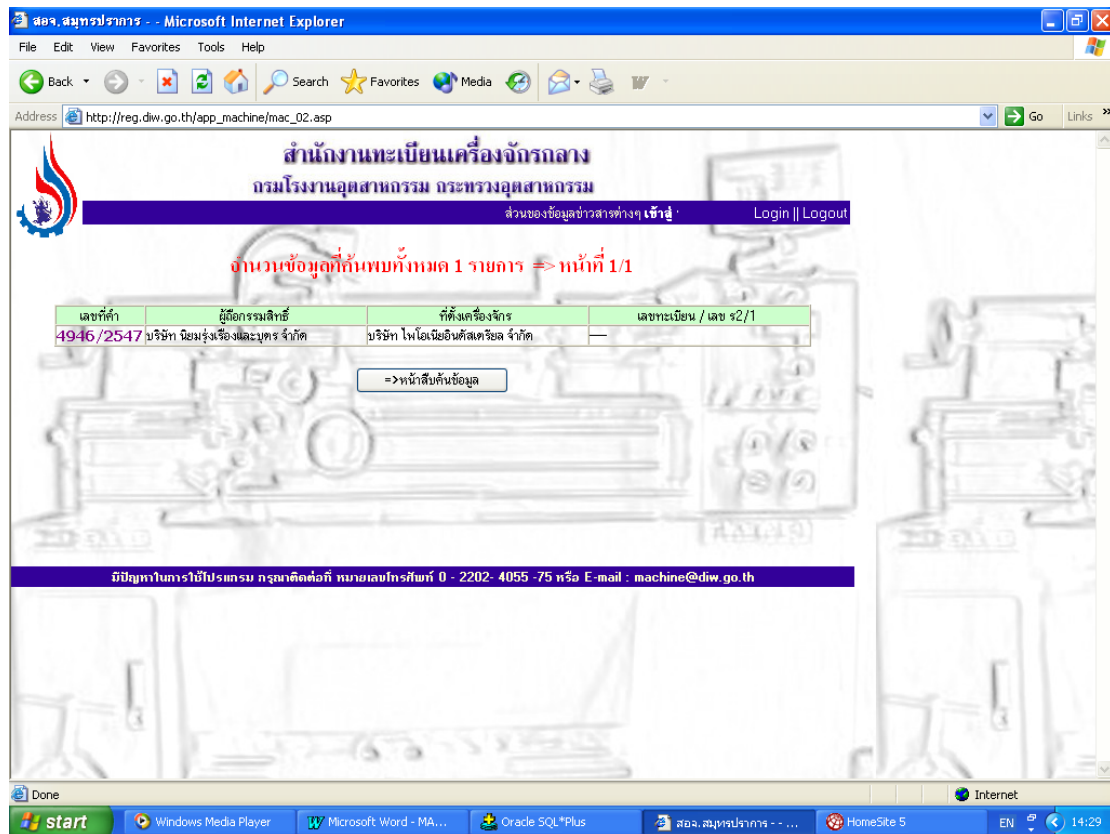 สอจ.สมุทรปราการ - - Microsoft Internet Explorer
File Edit View Favorites Tools Help
Back Search Favorites Media
Address http://reg.diw.go.th/app_machine/mac_02.asp Go Links »
สำนักงานทะเบียนเครื่องจักรกลาง
กรมโรงงานอุตสาหกรรม กระทรวงอุตสาหกรรม
ส่วนของข้อมูลข่าวสารต่างๆ เข้าสู่ Login || Logout
จำนวนข้อมูลที่ค้นพบทั้งหมด 1 รายการ => หน้าที่ 1/1
เลขที่คำ ผู้ถือกรรมสิทธิ์ ที่ตั้งเครื่องจักร เลขทะเบียน / เลข ร2/1
4946/2547 บริษัท นิยมรุ่งเรืองและบุตร จำกัด บริษัท ไพโอเนียอินดัสเตรียล จำกัด ----
=>หน้าสืบค้นข้อมูล
มีปัญหาในการใช้โปรแกรม กรุณาติดต่อที่ หมายเลขโทรศัพท์ 0 - 2202- 4055 -75 หรือ E-mail : machine@diw.go.th
Done Internet
start Windows Media Player Microsoft Word - MA... Oracle SQL*Plus สอจ.สมุทรปราการ - - ... HomeSite 5 EN 14:29